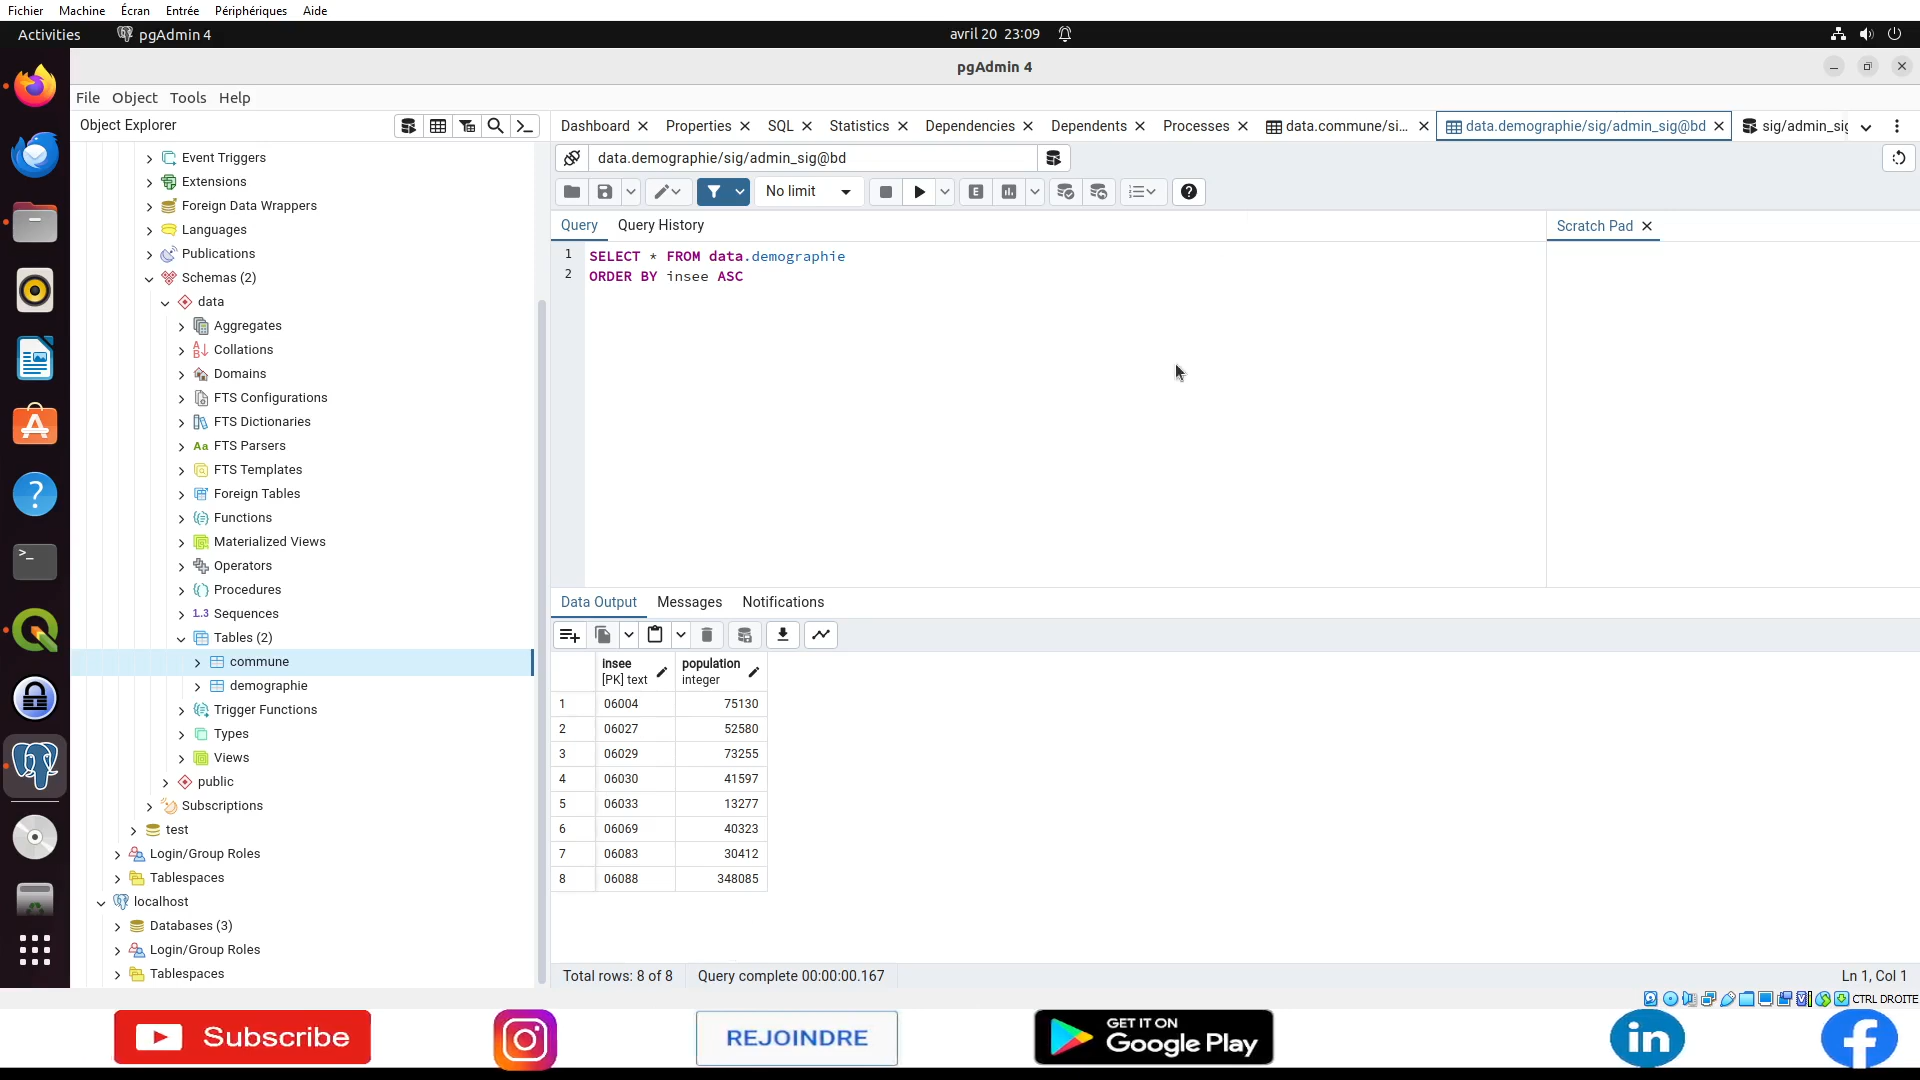 Fichier Machine Écran Entrée Périphériques Aide
Activities pgAdmin 4 avril 20 23:09
pgAdmin 4
File Object Tools Help
Object Explorer
Dashboard Properties SQL Statistics Dependencies Dependents Processes data.commune/si... data.demographie/sig/admin_sig@bd sig/admin_sig
data.demographie/sig/admin_sig@bd
No limit
Query Query History
Scratch Pad
1 SELECT * FROM data.demographie
2 ORDER BY insee ASC
Event Triggers
Extensions
Foreign Data Wrappers
Languages
Publications
Schemas (2)
data
Aggregates
Collations
Domains
FTS Configurations
FTS Dictionaries
Aa FTS Parsers
FTS Templates
Foreign Tables
Functions
Materialized Views
Operators
Procedures
1..3 Sequences
Tables (2)
commune
demographie
Trigger Functions
Types
Views
public
Subscriptions
test
Login/Group Roles
Tablespaces
localhost
Databases (3)
Login/Group Roles
Tablespaces
Data Output Messages Notifications
insee population
[PK] text integer
1 06004 75130
2 06027 52580
3 06029 73255
4 06030 41597
5 06033 13277
6 06069 40323
7 06083 30412
8 06088 348085
Total rows: 8 of 8 Query complete 00:00:00.167 Ln 1, Col 1
CTRL DROITE
Subscribe
REJOINDRE
GET IT ON
Google Play
in
f